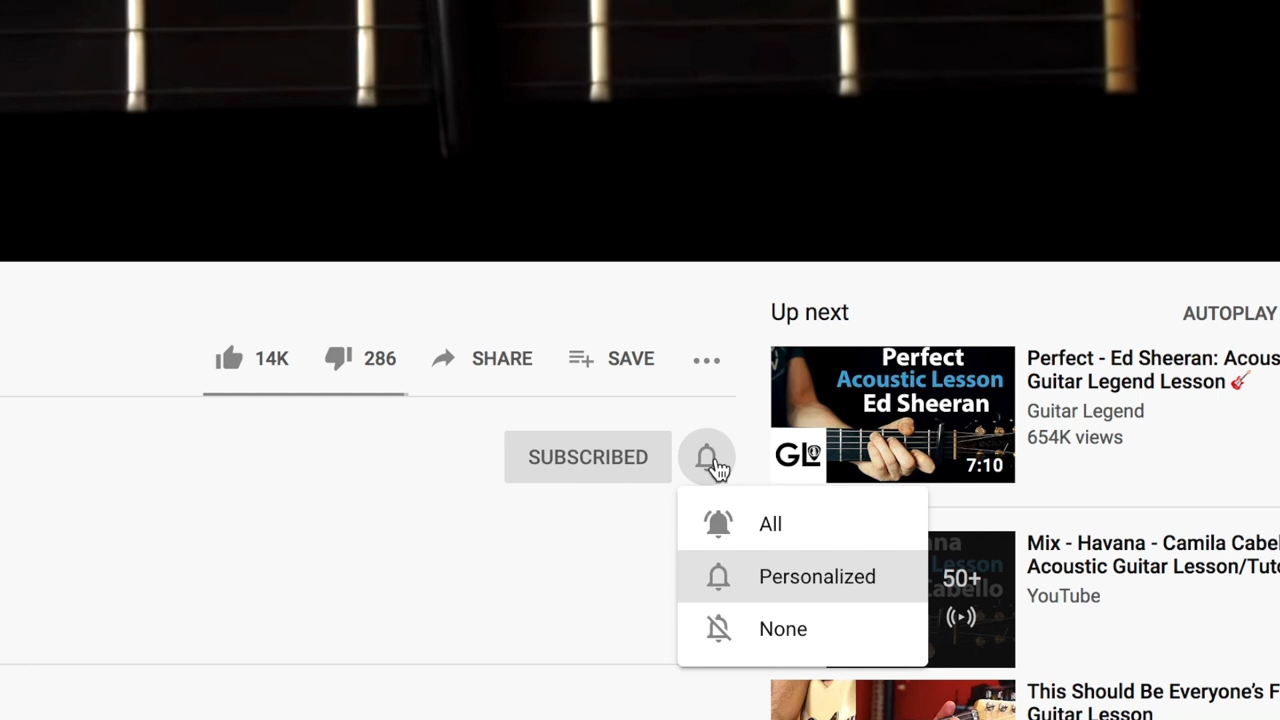 Up next
AUTOPLAY
14K
286
SHARE
SAVE
SUBSCRIBED
All
Personalized
None
Perfect
Acoustic Lesson
Ed Sheeran
GL
7:10
Perfect - Ed Sheeran: Acous
Guitar Legend Lesson
Guitar Legend
654K views
50+
Mix - Havana - Camila Cabel
Acoustic Guitar Lesson/Tuto
YouTube
This Should Be Everyone's F
Guitar Lesson